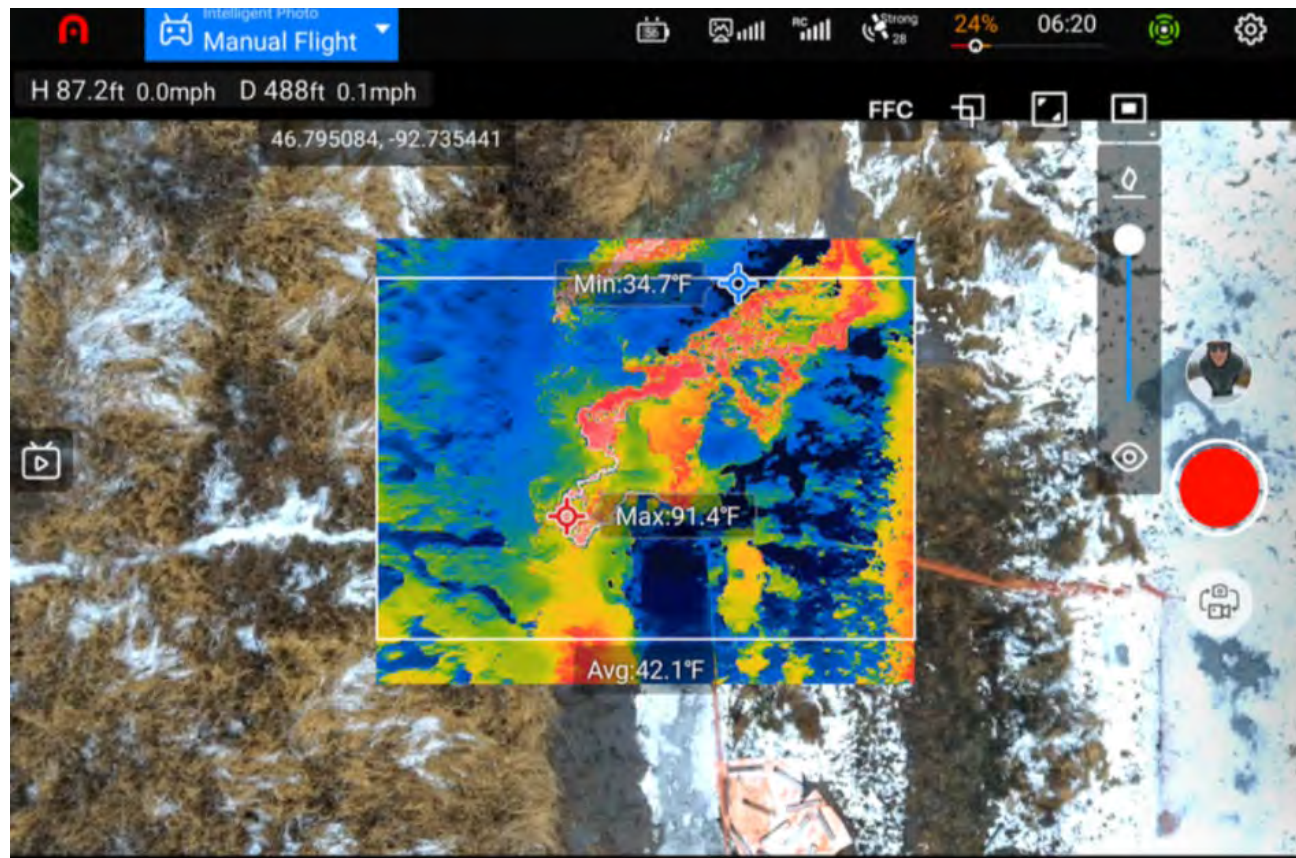 Intelligent Photo
Manual Flight
56
RC
Strong
28
24%
06:20
H 87.2ft 0.0mph D 488ft 0.1mph
FFC
46.795084, -92.735441
Min:34.7°F
Max:91.4°F
Avg:42.1°F